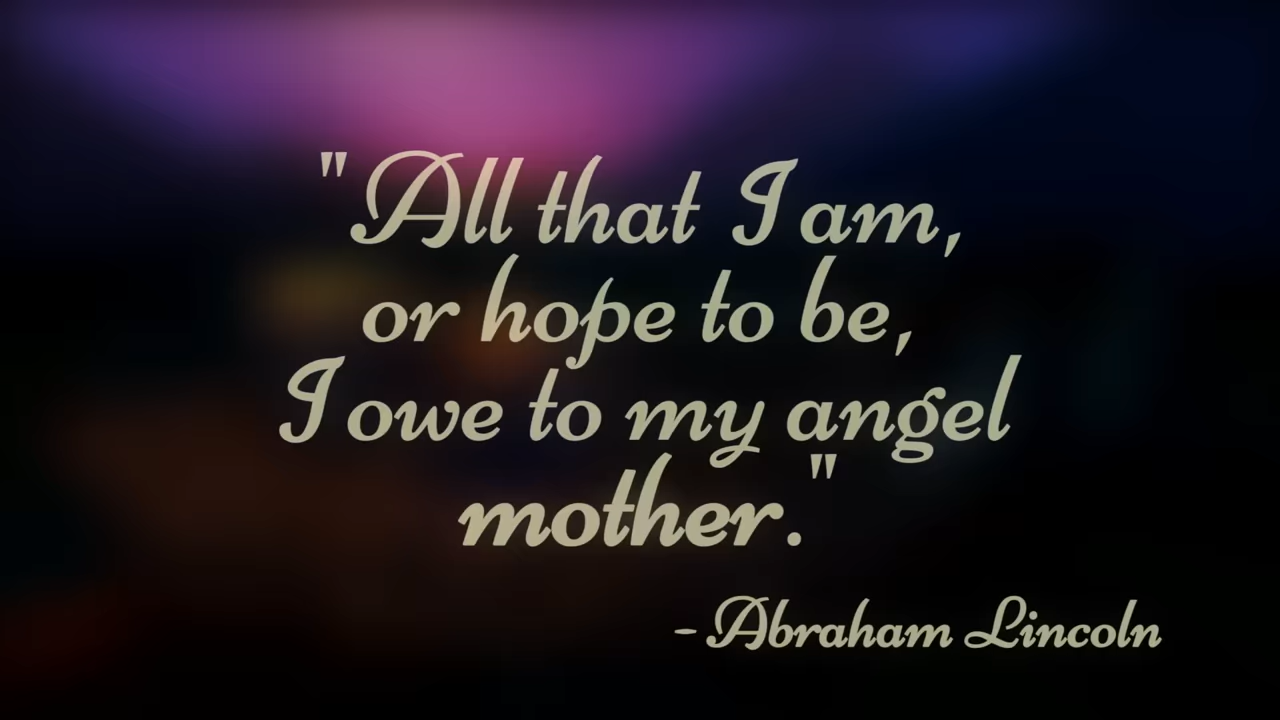 "All that I am,
or hope to be,
I owe to my angel
mother."
-Abraham Lincoln